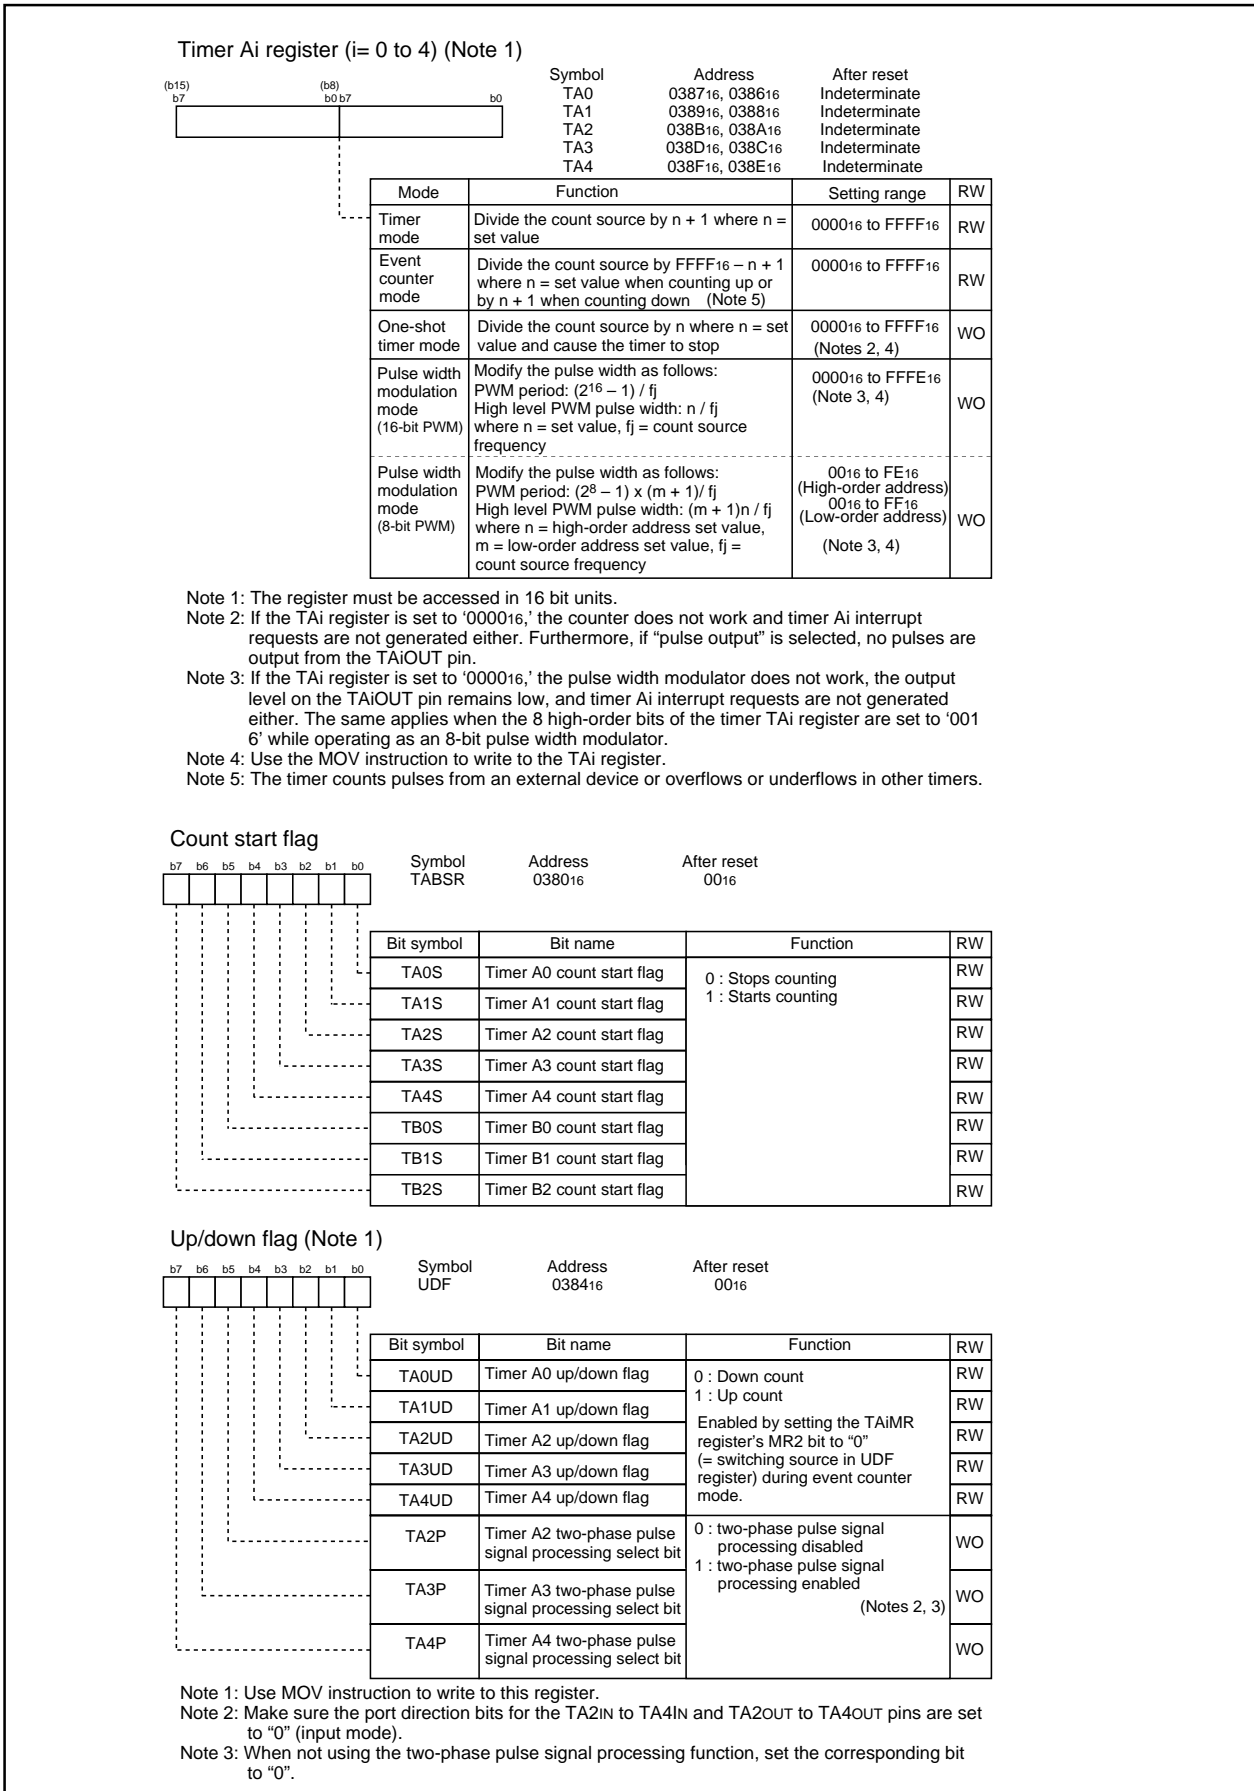 Timer Ai register (i= 0 to 4) (Note 1)
Symbol Address After reset
(b15) (b8)
b7 b0 b7 b0
TA0 038716, 038616 Indeterminate
TA1 038916, 038816 Indeterminate
TA2 038B16, 038A16 Indeterminate
TA3 038D16, 038C16 Indeterminate
TA4 038F16, 038E16 Indeterminate
Mode Function Setting range RW
Timer mode Divide the count source by n + 1 where n = set value 000016 to FFFF16 RW
Event counter mode Divide the count source by FFFF16 – n + 1 where n = set value when counting up or by n + 1 when counting down (Note 5) 000016 to FFFF16 RW
One-shot timer mode Divide the count source by n where n = set value and cause the timer to stop 000016 to FFFF16 (Notes 2, 4) WO
Pulse width modulation mode (16-bit PWM) Modify the pulse width as follows:
PWM period: (2^16 – 1) / fj
High level PWM pulse width: n / fj
where n = set value, fj = count source frequency
000016 to FFFE16 (Note 3, 4) WO
Pulse width modulation mode (8-bit PWM) Modify the pulse width as follows:
PWM period: (2^8 – 1) x (m + 1)/ fj
High level PWM pulse width: (m + 1)n / fj
where n = high-order address set value,
m = low-order address set value, fj =
count source frequency
0016 to FE16
(High-order address)
0016 to FF16
(Low-order address)
(Note 3, 4)
WO
Note 1: The register must be accessed in 16 bit units.
Note 2: If the TAi register is set to ‘000016,’ the counter does not work and timer Ai interrupt
requests are not generated either. Furthermore, if “pulse output” is selected, no pulses are
output from the TAiOUT pin.
Note 3: If the TAi register is set to ‘000016,’ the pulse width modulator does not work, the output
level on the TAiOUT pin remains low, and timer Ai interrupt requests are not generated
either. The same applies when the 8 high-order bits of the timer TAi register are set to ‘001
6’ while operating as an 8-bit pulse width modulator.
Note 4: Use the MOV instruction to write to the TAi register.
Note 5: The timer counts pulses from an external device or overflows or underflows in other timers.
Count start flag
b7 b6 b5 b4 b3 b2 b1 b0
Symbol Address After reset
TABSR 038016 0016
Bit symbol Bit name Function RW
TA0S Timer A0 count start flag 0 : Stops counting RW
1 : Starts counting
TA1S Timer A1 count start flag RW
TA2S Timer A2 count start flag RW
TA3S Timer A3 count start flag RW
TA4S Timer A4 count start flag RW
TB0S Timer B0 count start flag RW
TB1S Timer B1 count start flag RW
TB2S Timer B2 count start flag RW
Up/down flag (Note 1)
b7 b6 b5 b4 b3 b2 b1 b0
Symbol Address After reset
UDF 038416 0016
Bit symbol Bit name Function RW
TA0UD Timer A0 up/down flag RW
TA1UD Timer A1 up/down flag RW
TA2UD Timer A2 up/down flag RW
TA3UD Timer A3 up/down flag RW
TA4UD Timer A4 up/down flag RW
0 : Down count
1 : Up count
Enabled by setting the TAiMR
register’s MR2 bit to “0”
(= switching source in UDF
register) during event counter
mode.
TA2P Timer A2 two-phase pulse signal processing select bit WO
TA3P Timer A3 two-phase pulse signal processing select bit WO
TA4P Timer A4 two-phase pulse signal processing select bit WO
0 : two-phase pulse signal
processing disabled
1 : two-phase pulse signal
processing enabled
(Notes 2, 3)
Note 1: Use MOV instruction to write to this register.
Note 2: Make sure the port direction bits for the TA2IN to TA4IN and TA2OUT to TA4OUT pins are set
to “0” (input mode).
Note 3: When not using the two-phase pulse signal processing function, set the corresponding bit
to “0”.